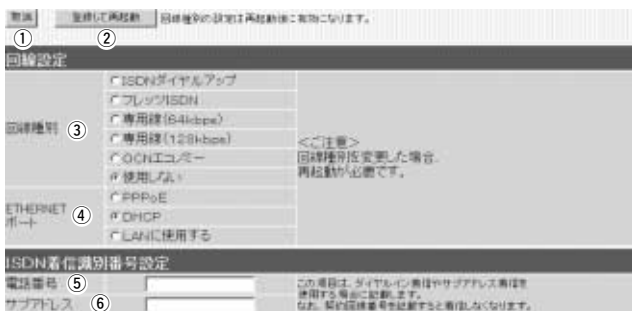 取消 登録して再起動 回線種別の設定は再起動後に有効になります。
① ②
回線設定
回線種別 ③
ISDNダイヤルアップ
フレッツISDN
専用線(64kbps)
専用線(128kbps)
OCNエコノミー
使用しない
<ご注意>
回線種別を変更した場合、
再起動が必要です。
ETHERNET
ポート ④
PPPoE
DHCP
LANに使用する
ISDN着信識別番号設定
電話番号 ⑤
サブアドレス ⑥
この項目は、ダイヤルイン着信やサブアドレス着信を
使用する場合に記載します。
なお、契約回線番号を記載すると着信しなくなります。